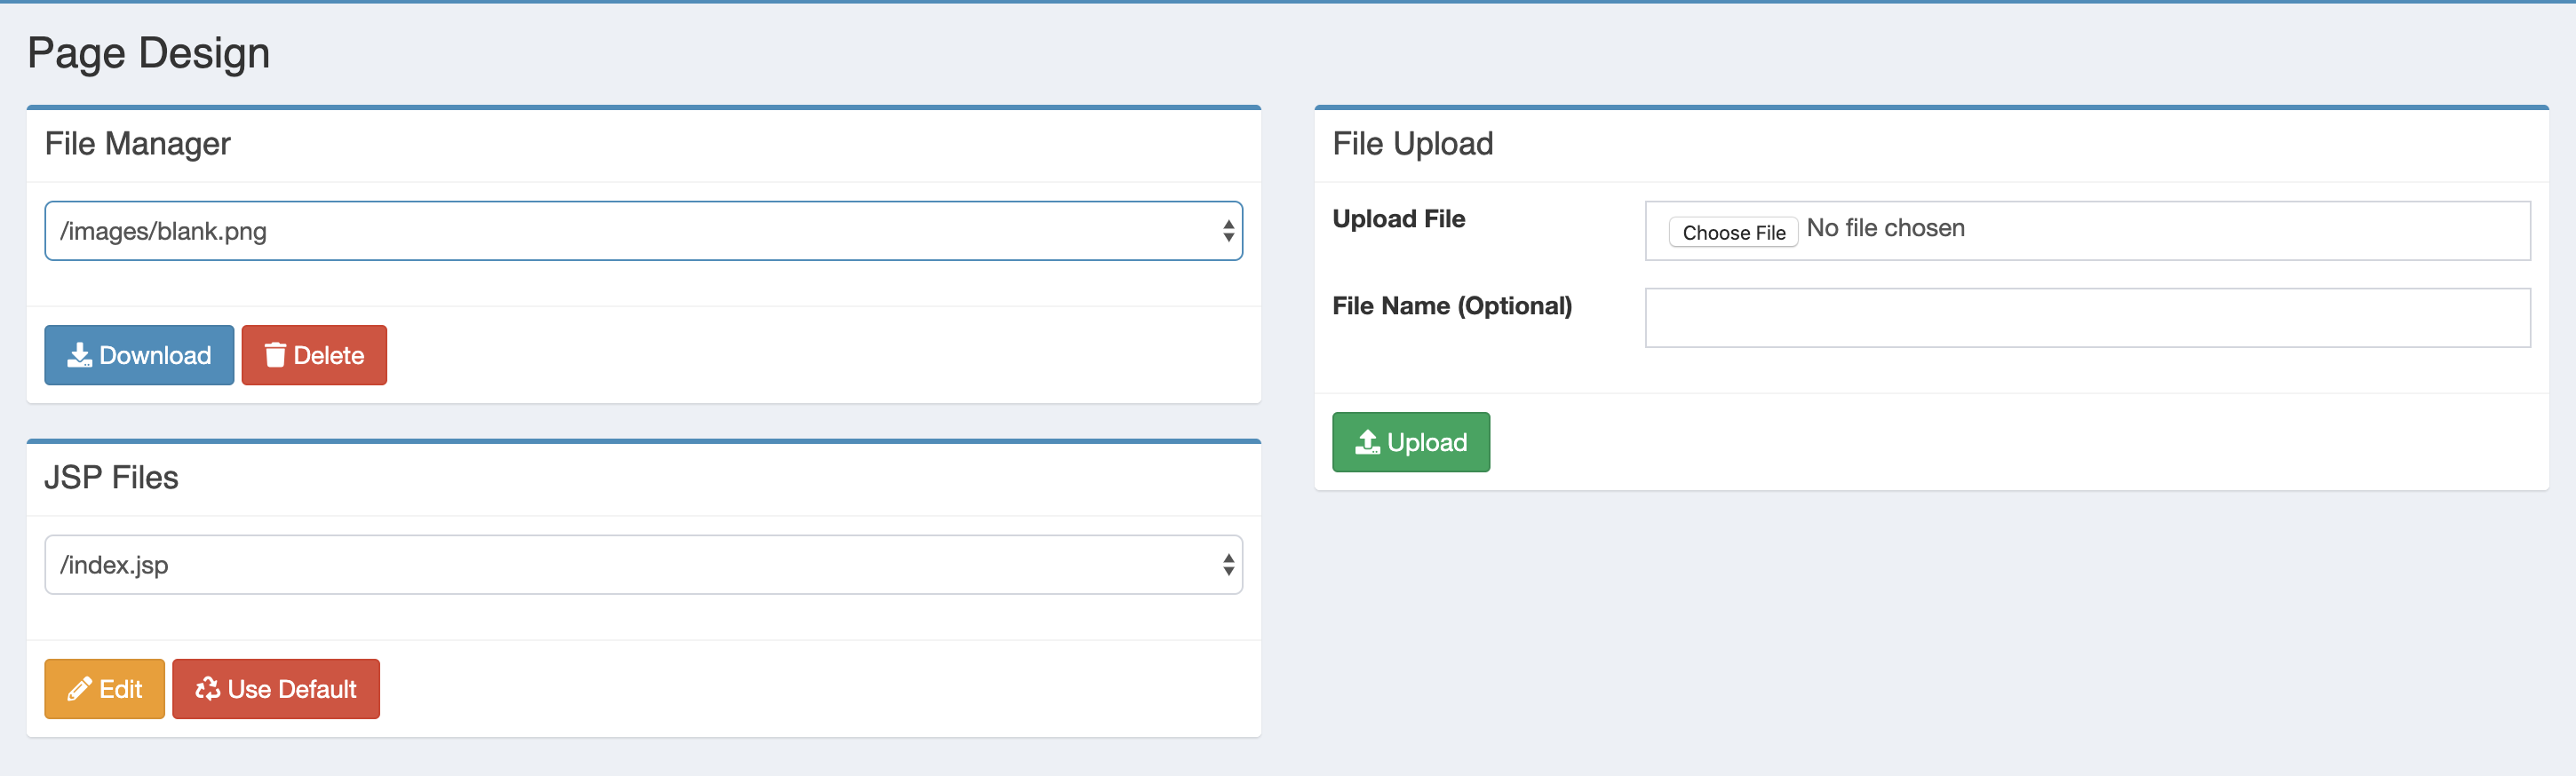 Page Design
File Manager
/images/blank.png
Download
Delete
JSP Files
/index.jsp
Edit
Use Default
File Upload
Upload File
Choose File No file chosen
File Name (Optional)
Upload